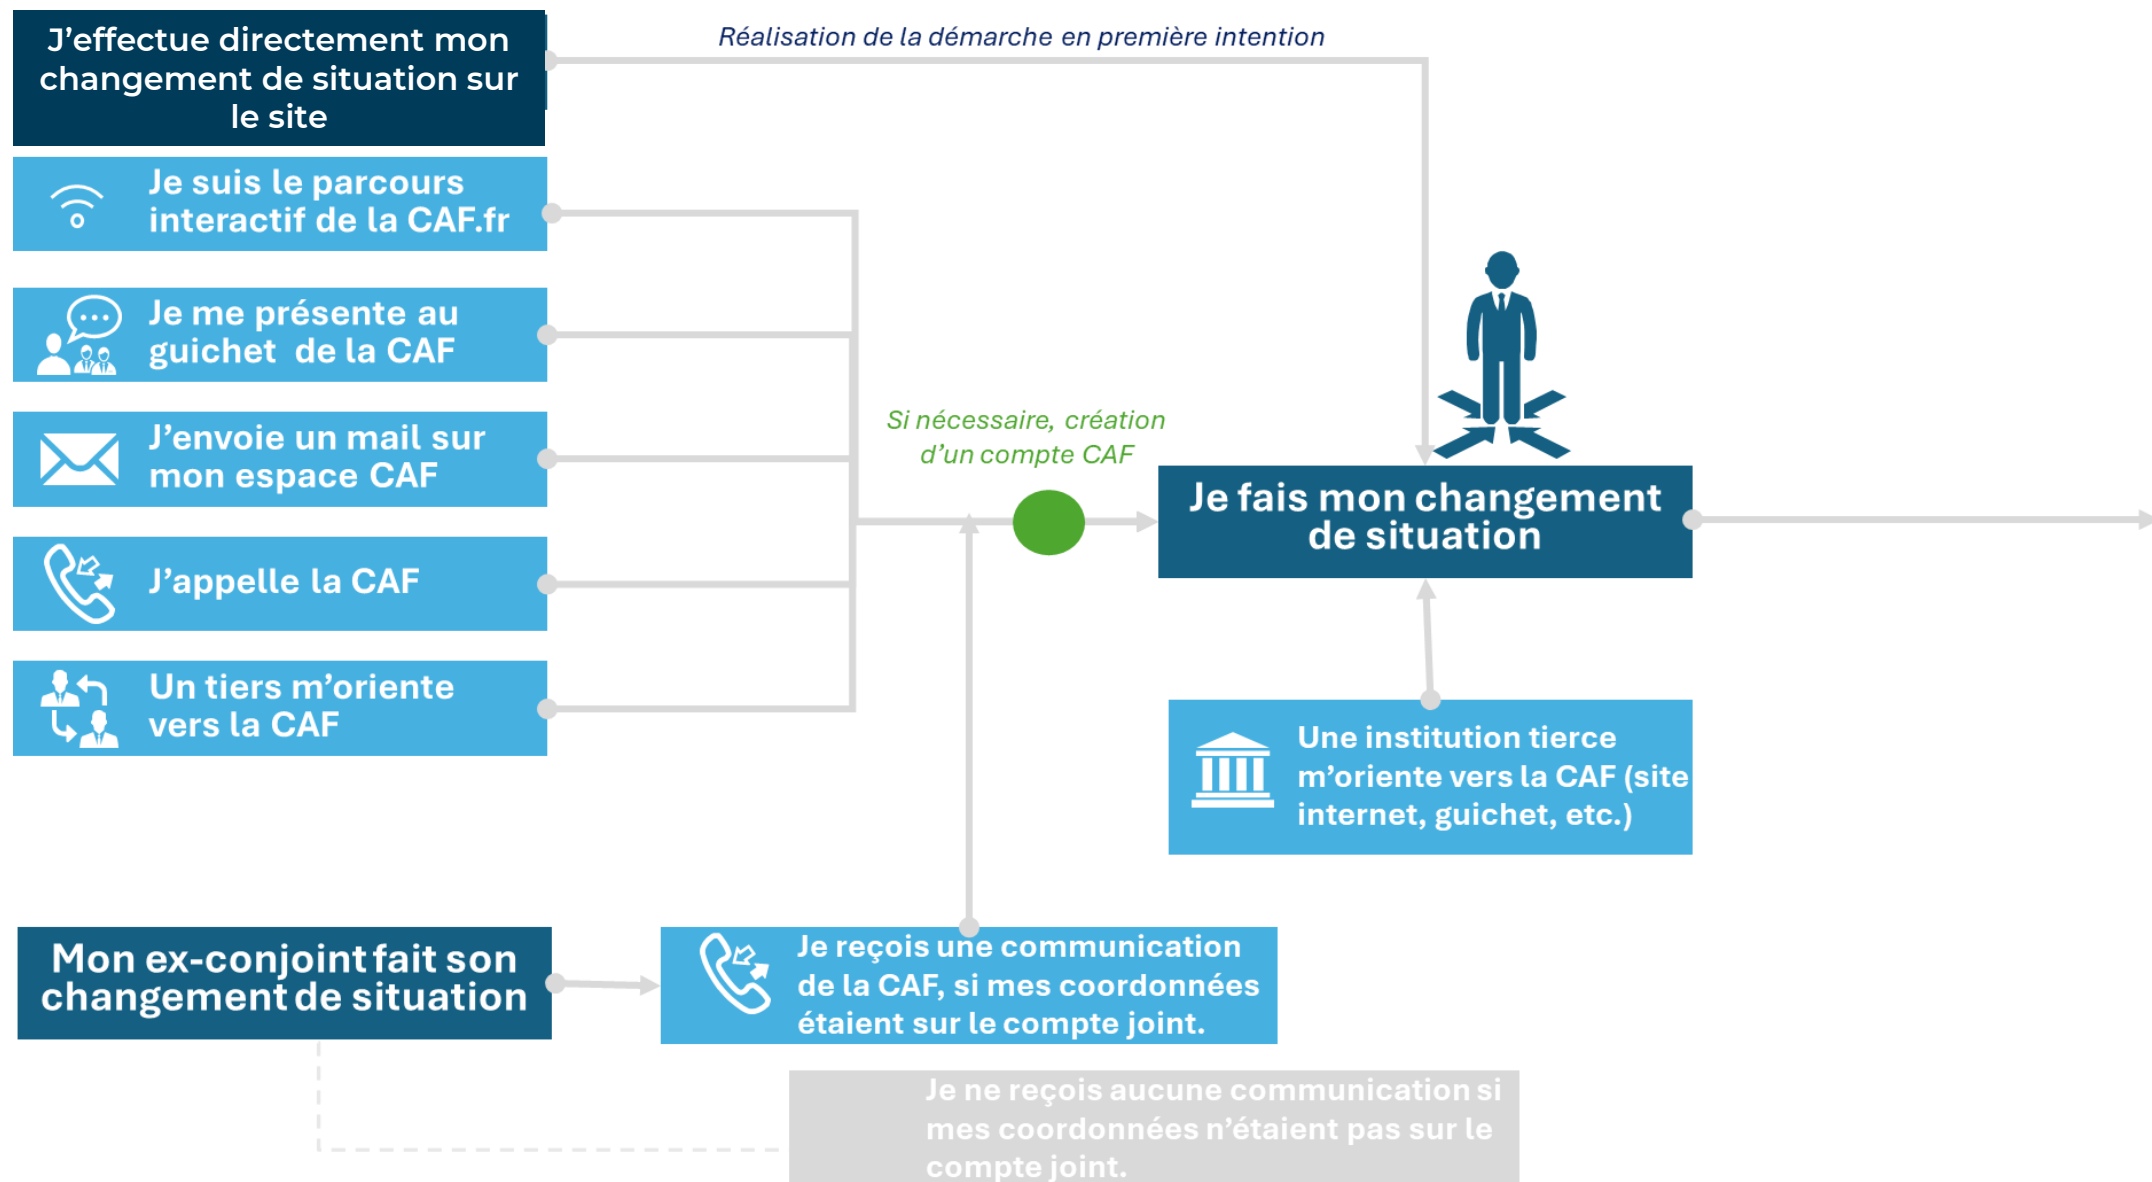 J’effectue directement mon
changement de situation sur
le site
Réalisation de la démarche en première intention
Je suis le parcours
interactif de la CAF.fr
Je me présente au
guichet de la CAF
J’envoie un mail sur
mon espace CAF
J’appelle la CAF
Un tiers m’oriente
vers la CAF
Si nécessaire, création
d’un compte CAF
Je fais mon changement
de situation
Une institution tierce
m’oriente vers la CAF (site
internet, guichet, etc.)
Mon ex-conjoint fait son
changement de situation
Je reçois une communication
de la CAF, si mes coordonnées
étaient sur le compte joint.
Je ne reçois aucune communication si
mes coordonnées n’étaient pas sur le
compte joint.